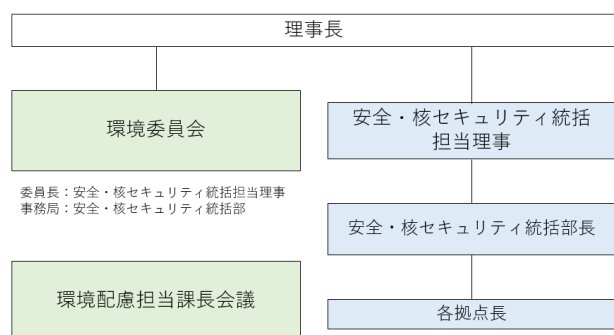 理事長
環境委員会
委員長：安全・核セキュリティ統括担当理事
事務局：安全・核セキュリティ統括部
環境配慮担当課長会議
安全・核セキュリティ統括
担当理事
安全・核セキュリティ統括部長
各拠点長